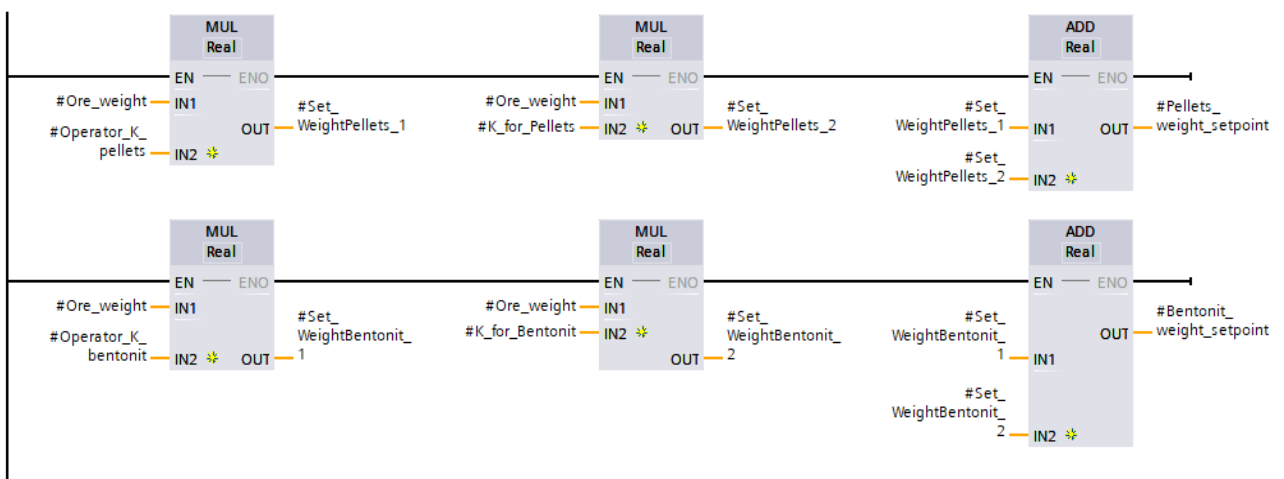 MUL
Real
EN ENO
#Ore_weight IN1
#Operator_K_
pellets IN2
OUT
#Set_
WeightPellets_1
MUL
Real
EN ENO
#Ore_weight IN1
#K_for_Pellets IN2 OUT
#Set_
WeightPellets_2
ADD
Real
EN ENO
#Set_
WeightPellets_1 IN1
#Set_
WeightPellets_2 IN2
OUT
#Pellets_
weight_setpoint
MUL
Real
EN ENO
#Ore_weight IN1
#Operator_K_
bentonit IN2 OUT
#Set_
WeightBentonit_
1
MUL
Real
EN ENO
#Ore_weight IN1
#K_for_Bentonit IN2
OUT
#Set_
WeightBentonit_
2
ADD
Real
EN ENO
#Set_
WeightBentonit_
1 IN1
#Set_
WeightBentonit_
2 IN2
OUT
#Bentonit_
weight_setpoint